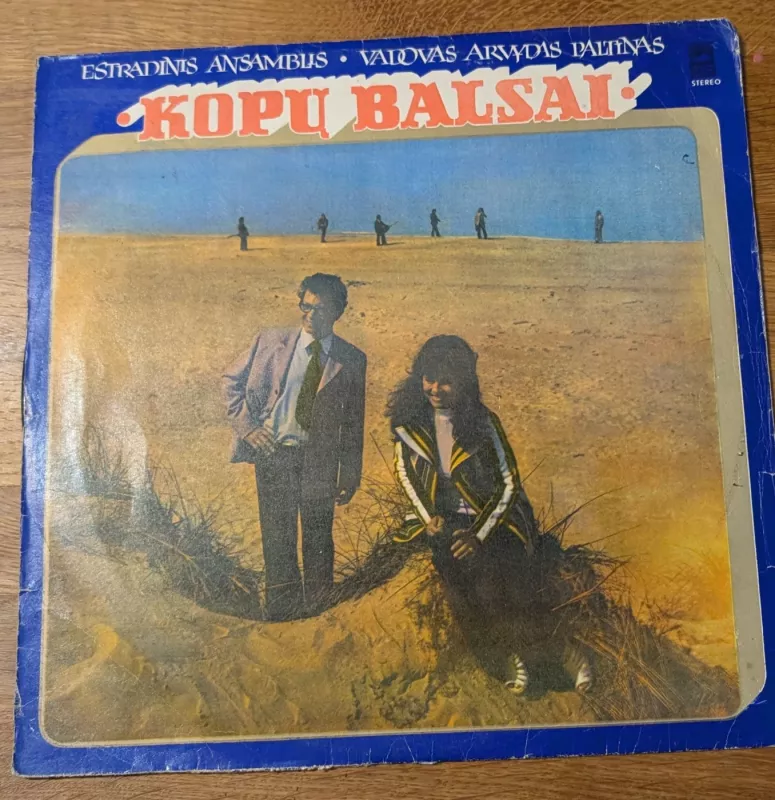 ESTRADINIS ANSAMBLIS • VADOVAS ARVYDAS PALTINAS
STEREO
• KOPŲ BALSAI •